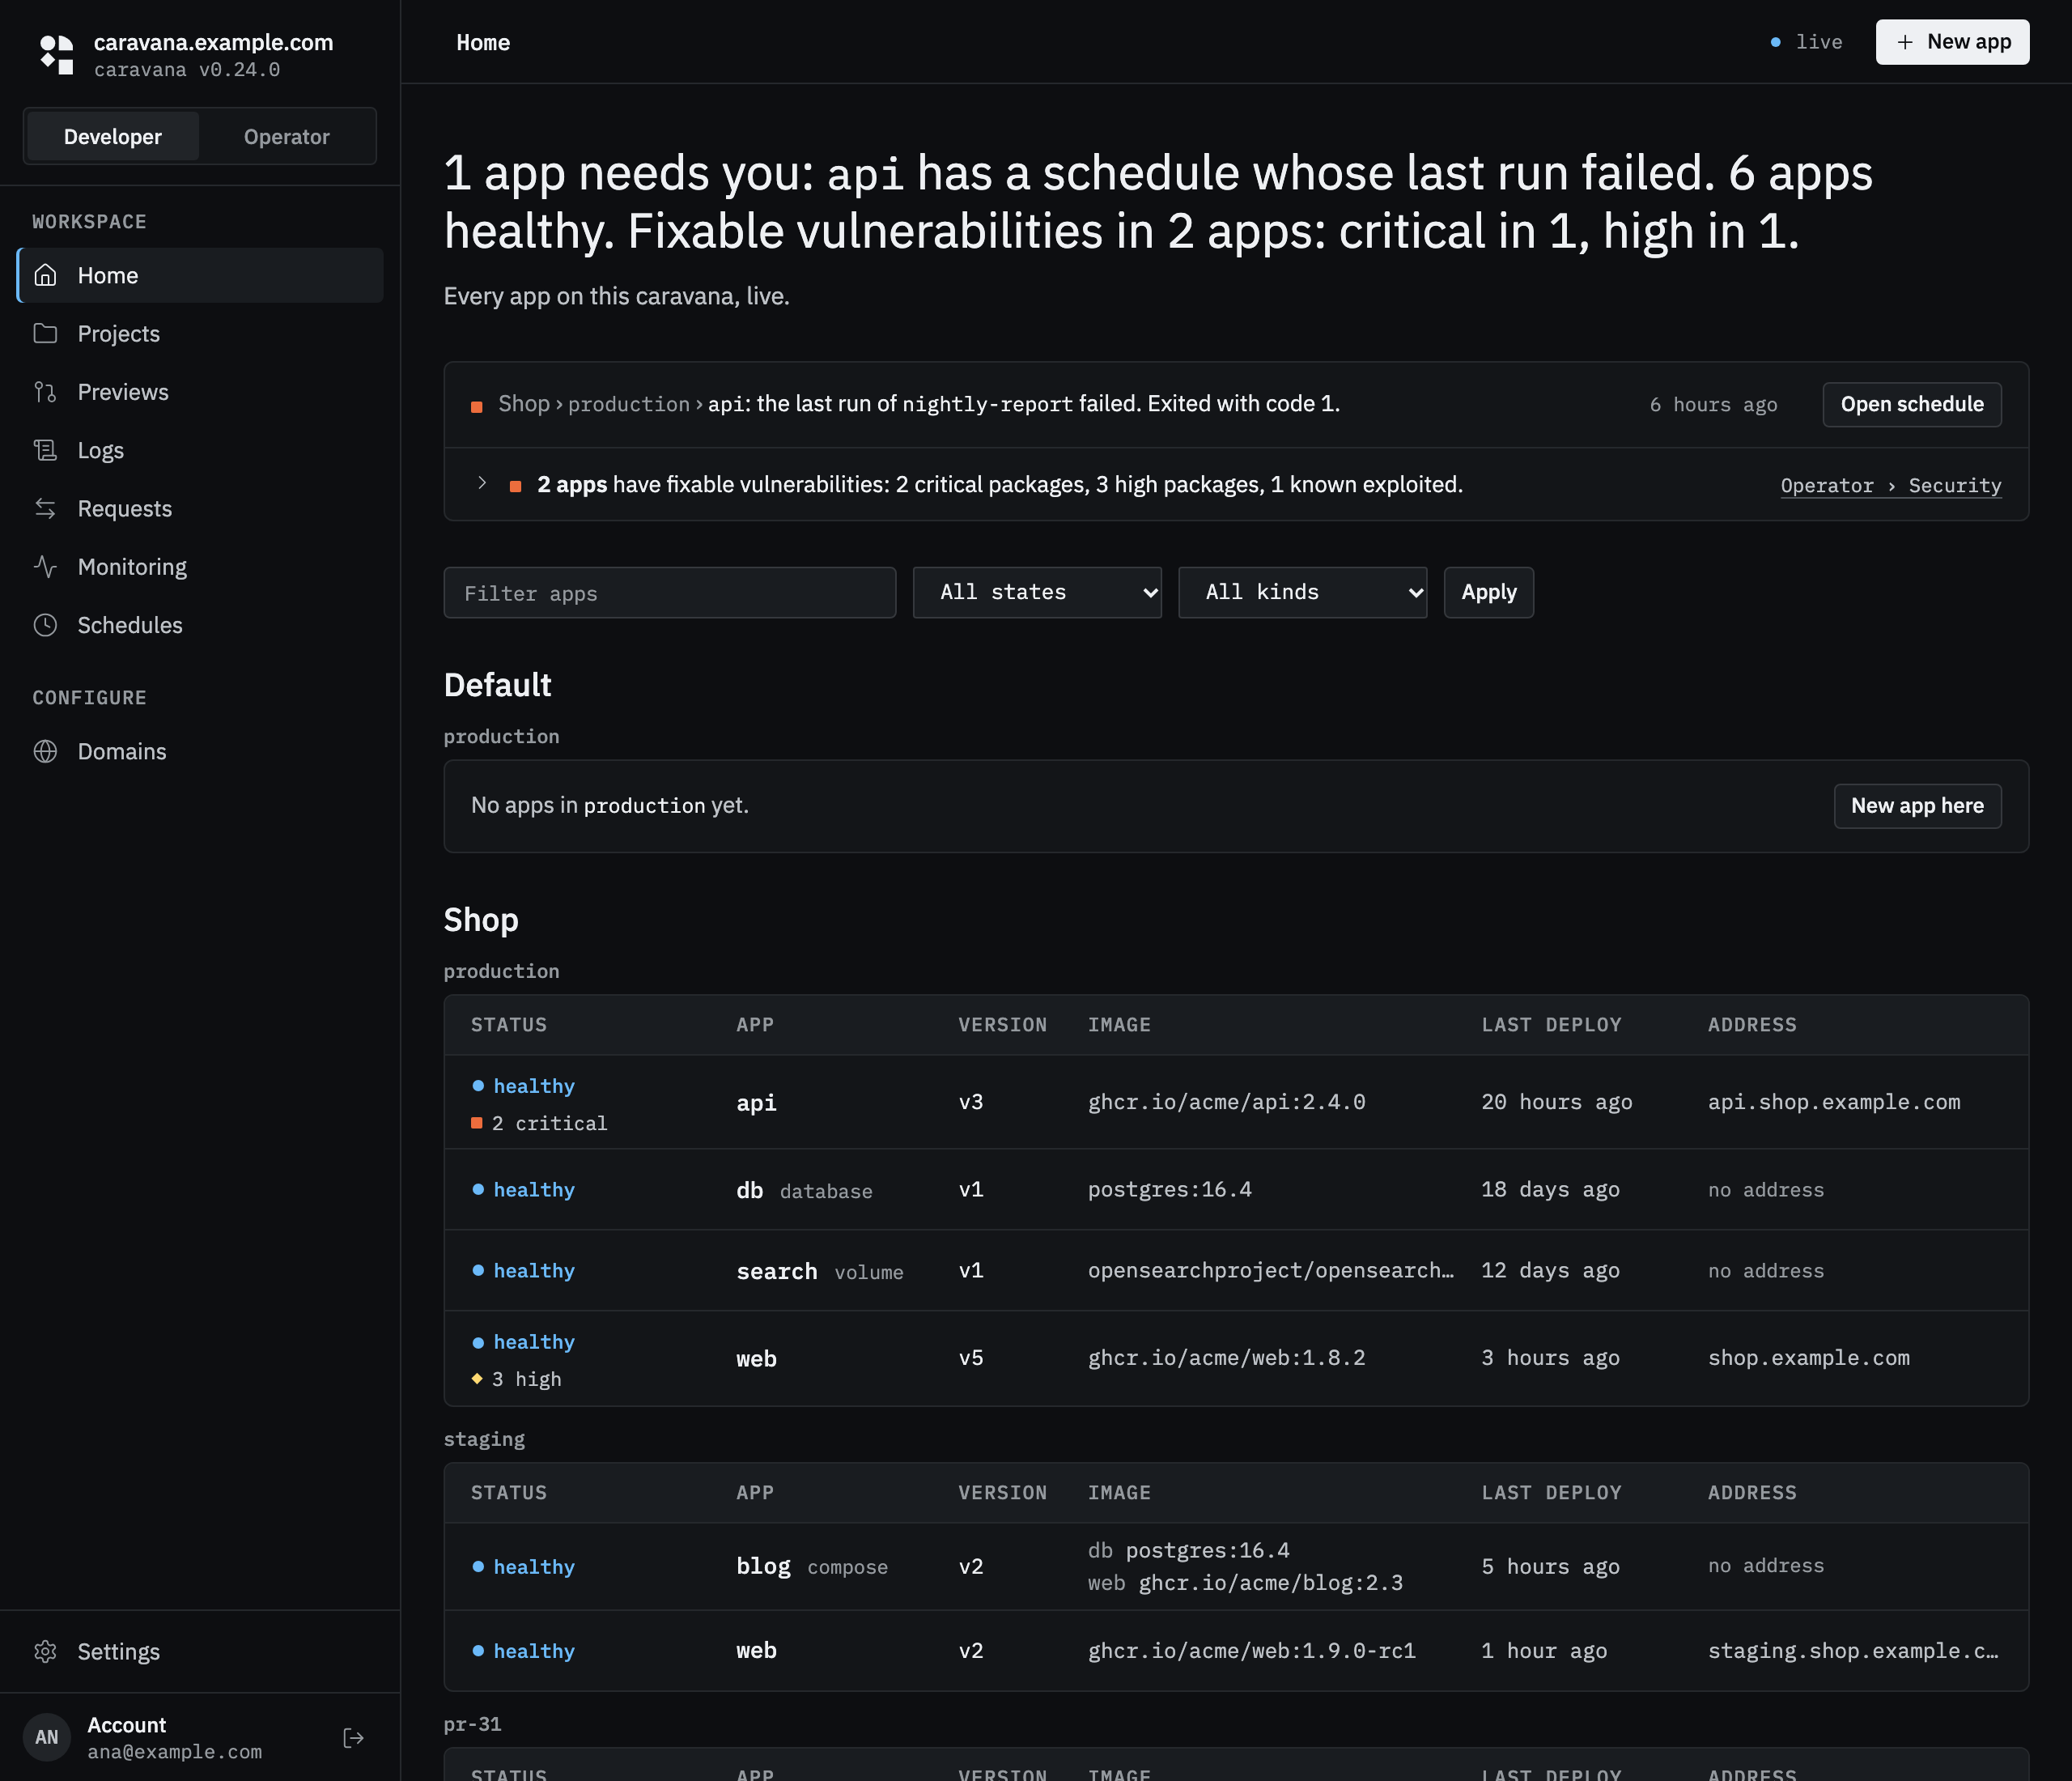 caravana.example.com
caravana v0.24.0
Developer
Operator
WORKSPACE
Home
Projects
Previews
Logs
Requests
Monitoring
Schedules
CONFIGURE
Domains
Settings
AN
Account
ana@example.com
Home
live
+ New app
1 app needs you: api has a schedule whose last run failed. 6 apps
healthy. Fixable vulnerabilities in 2 apps: critical in 1, high in 1.
Every app on this caravana, live.
Shop › production › api: the last run of nightly-report failed. Exited with code 1.
6 hours ago
Open schedule
2 apps have fixable vulnerabilities: 2 critical packages, 3 high packages, 1 known exploited.
Operator › Security
Filter apps
All states
All kinds
Apply
Default
production
No apps in production yet.
New app here
Shop
production
STATUS APP VERSION IMAGE LAST DEPLOY ADDRESS
healthy
2 critical
api v3 ghcr.io/acme/api:2.4.0 20 hours ago api.shop.example.com
healthy db database v1 postgres:16.4 18 days ago no address
healthy search volume v1 opensearchproject/opensearch… 12 days ago no address
healthy
3 high
web v5 ghcr.io/acme/web:1.8.2 3 hours ago shop.example.com
staging
STATUS APP VERSION IMAGE LAST DEPLOY ADDRESS
healthy blog compose v2
db postgres:16.4
web ghcr.io/acme/blog:2.3
5 hours ago no address
healthy web v2 ghcr.io/acme/web:1.9.0-rc1 1 hour ago staging.shop.example.c…
pr-31
STATUS APP VERSION IMAGE LAST DEPLOY ADDRESS